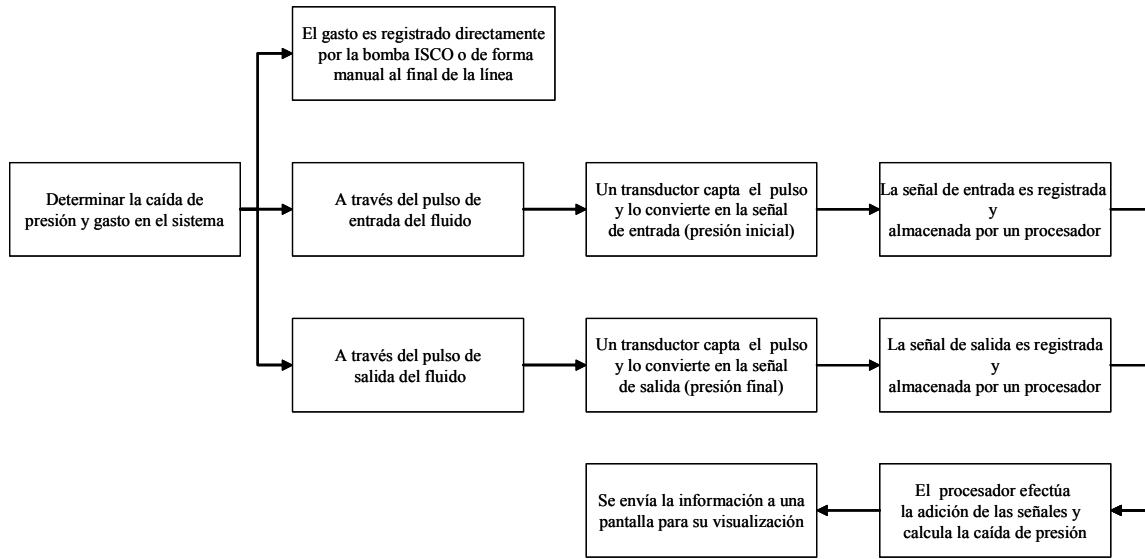 El gasto es registrado directamente
por la bomba ISCO o de forma
manual al final de la línea
Determinar la caída de
presión y gasto en el sistema
A través del pulso de
entrada del fluido
Un transductor capta el pulso
y lo convierte en la señal
de entrada (presión inicial)
La señal de entrada es registrada
y
almacenada por un procesador
A través del pulso de
salida del fluido
Un transductor capta el pulso
y lo convierte en la señal
de salida (presión final)
La señal de salida es registrada
y
almacenada por un procesador
Se envía la información a una
pantalla para su visualización
El procesador efectúa
la adición de las señales y
calcula la caída de presión